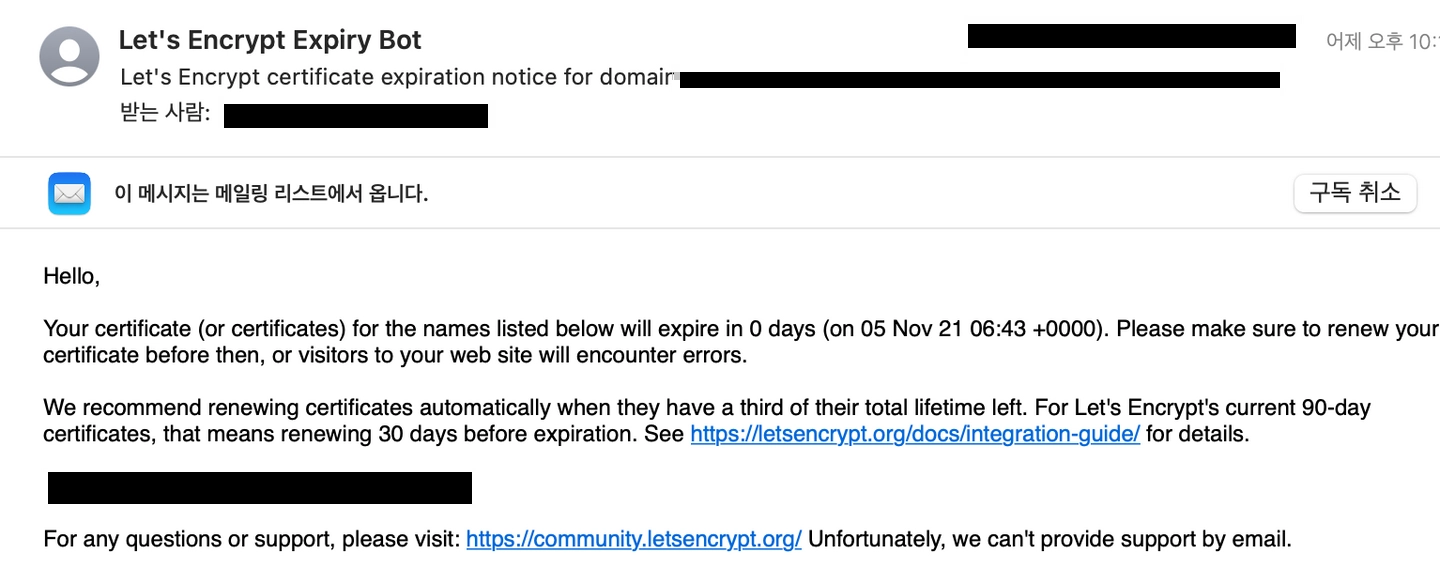 Let's Encrypt Expiry Bot
어제 오후 10:
Let's Encrypt certificate expiration notice for domain
받는 사람:
이 메시지는 메일링 리스트에서 옵니다.
구독 취소
Hello,
Your certificate (or certificates) for the names listed below will expire in 0 days (on 05 Nov 21 06:43 +0000). Please make sure to renew your
certificate before then, or visitors to your web site will encounter errors.
We recommend renewing certificates automatically when they have a third of their total lifetime left. For Let's Encrypt's current 90-day
certificates, that means renewing 30 days before expiration. See https://letsencrypt.org/docs/integration-guide/ for details.
For any questions or support, please visit: https://community.letsencrypt.org/ Unfortunately, we can't provide support by email.